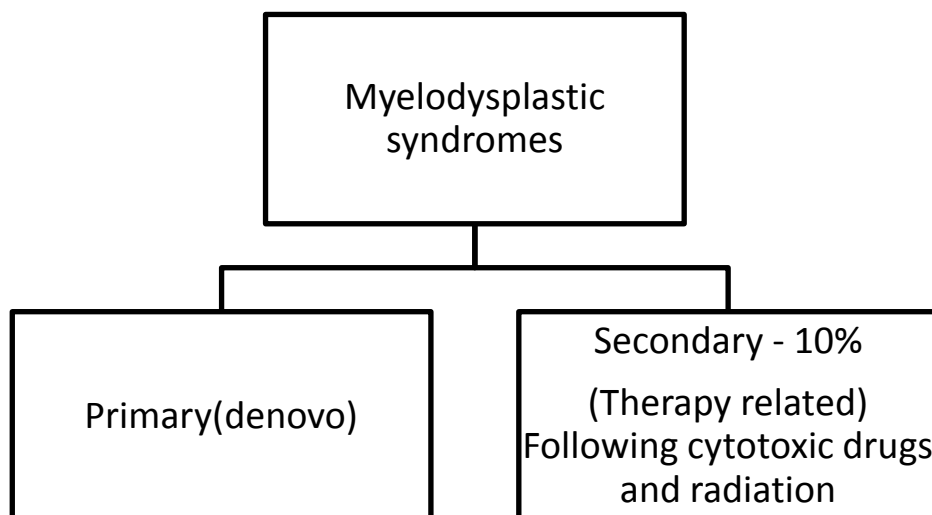 Myelodysplastic
syndromes
Primary(denovo)
Secondary - 10%
(Therapy related)
Following cytotoxic drugs
and radiation